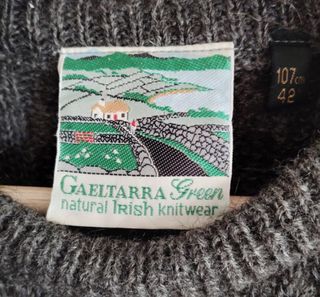 GAELTARRA Green
natural IRISH knitwear
107cm
42